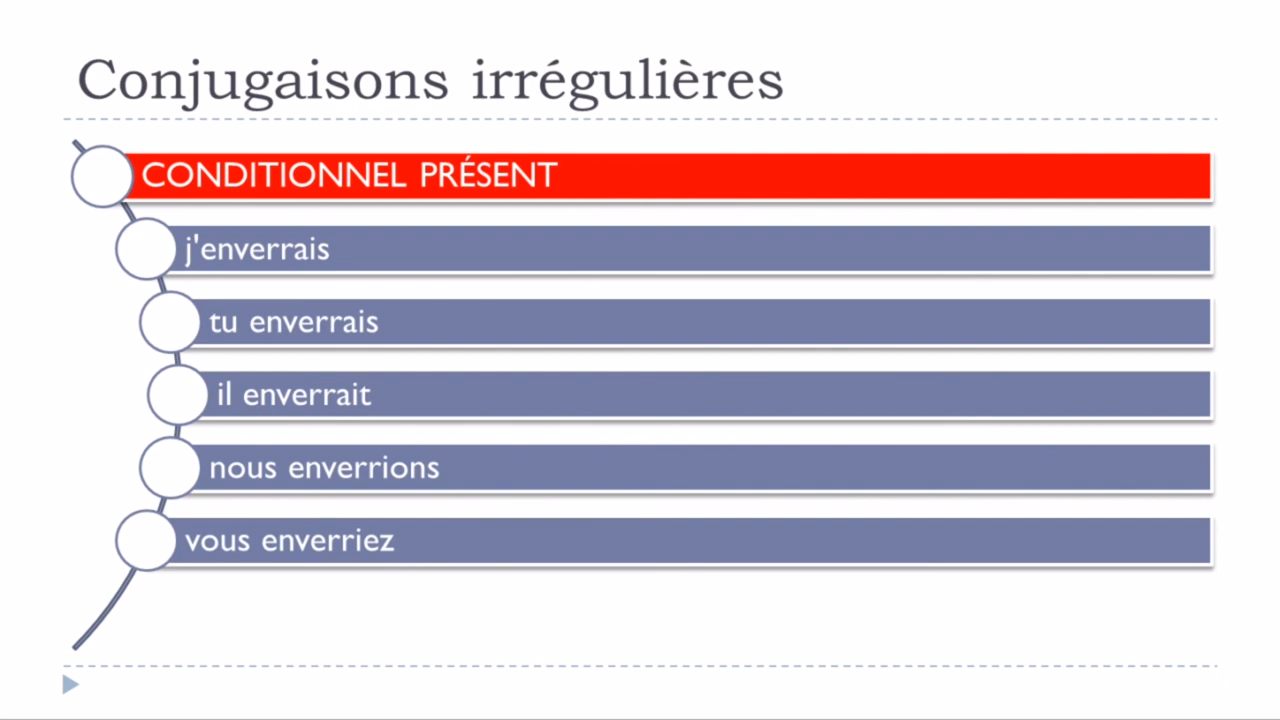 Conjugaisons irrégulières
CONDITIONNEL PRÉSENT
j'enverrais
tu enverrais
il enverrait
nous enverrions
vous enverriez